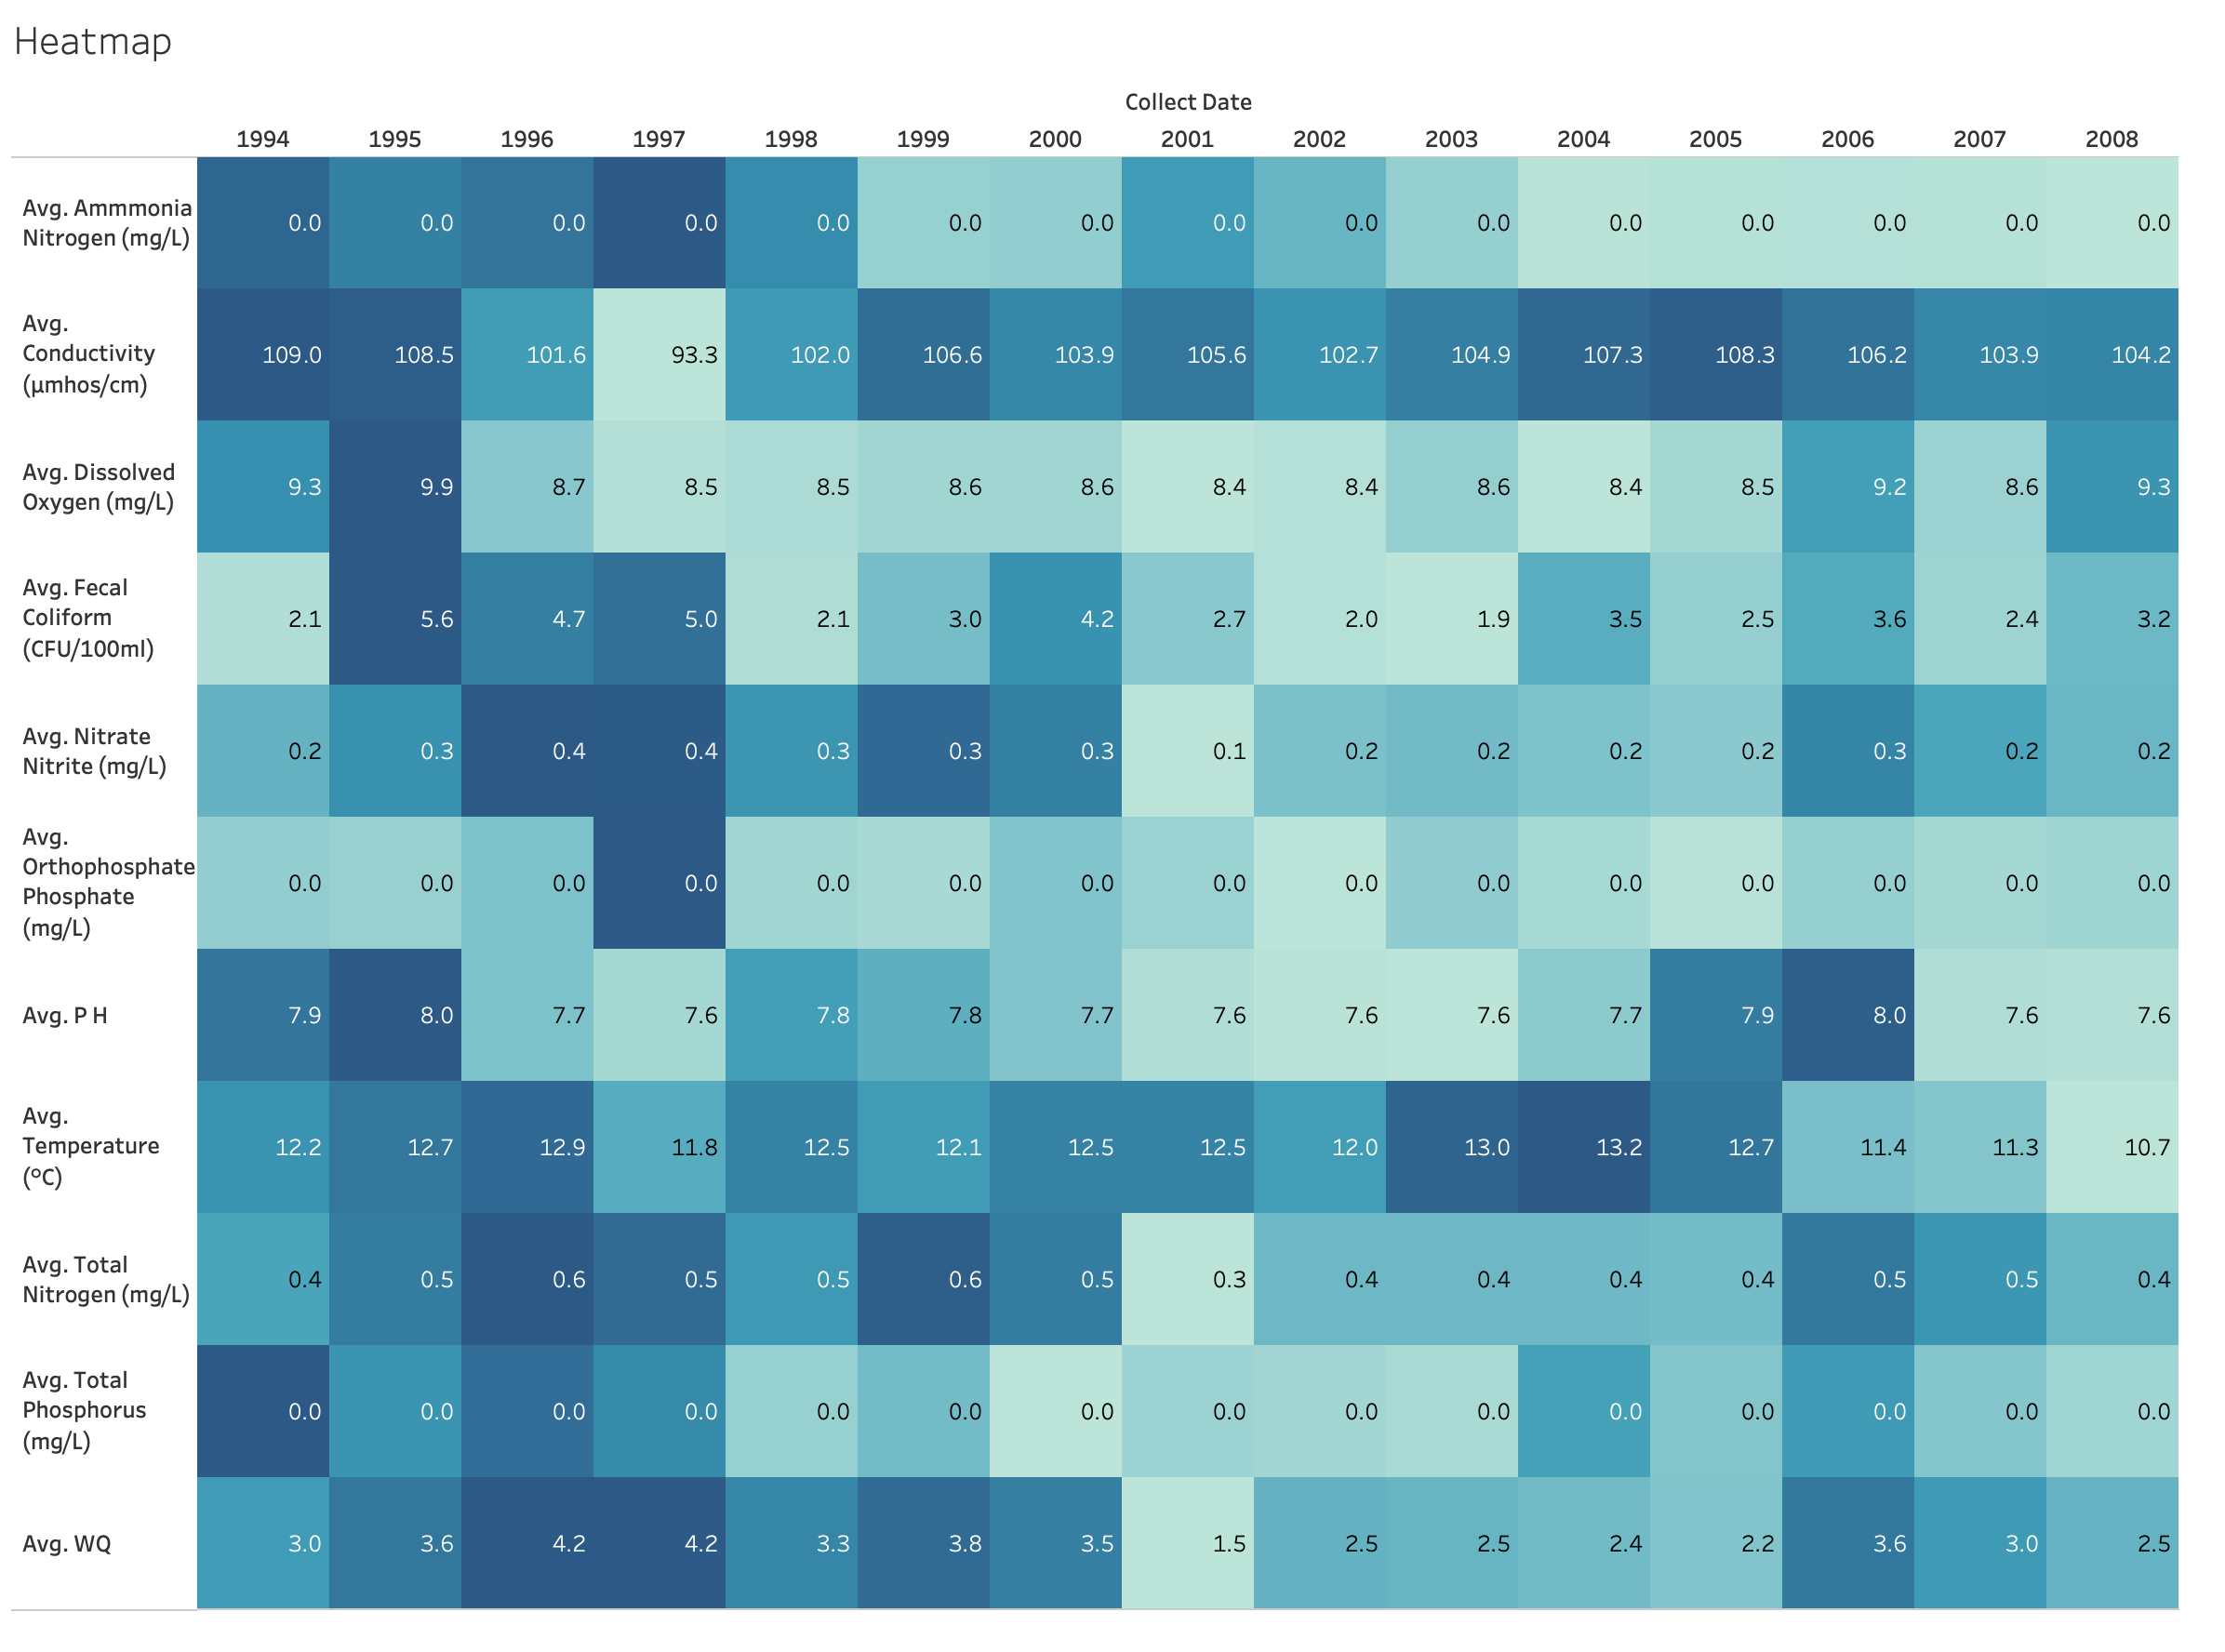 Heatmap
Collect Date
1994 1995 1996 1997 1998 1999 2000 2001 2002 2003 2004 2005 2006 2007 2008
Avg. Ammmonia
Nitrogen (mg/L)
0.0 0.0 0.0 0.0 0.0 0.0 0.0 0.0 0.0 0.0 0.0 0.0 0.0 0.0 0.0
Avg.
Conductivity
(µmhos/cm)
109.0 108.5 101.6 93.3 102.0 106.6 103.9 105.6 102.7 104.9 107.3 108.3 106.2 103.9 104.2
Avg. Dissolved
Oxygen (mg/L)
9.3 9.9 8.7 8.5 8.5 8.6 8.6 8.4 8.4 8.6 8.4 8.5 9.2 8.6 9.3
Avg. Fecal
Coliform
(CFU/100ml)
2.1 5.6 4.7 5.0 2.1 3.0 4.2 2.7 2.0 1.9 3.5 2.5 3.6 2.4 3.2
Avg. Nitrate
Nitrite (mg/L)
0.2 0.3 0.4 0.4 0.3 0.3 0.3 0.1 0.2 0.2 0.2 0.2 0.3 0.2 0.2
Avg.
Orthophosphate
Phosphate
(mg/L)
0.0 0.0 0.0 0.0 0.0 0.0 0.0 0.0 0.0 0.0 0.0 0.0 0.0 0.0 0.0
Avg. P H
7.9 8.0 7.7 7.6 7.8 7.8 7.7 7.6 7.6 7.6 7.7 7.9 8.0 7.6 7.6
Avg.
Temperature
(ºC)
12.2 12.7 12.9 11.8 12.5 12.1 12.5 12.5 12.0 13.0 13.2 12.7 11.4 11.3 10.7
Avg. Total
Nitrogen (mg/L)
0.4 0.5 0.6 0.5 0.5 0.6 0.5 0.3 0.4 0.4 0.4 0.4 0.5 0.5 0.4
Avg. Total
Phosphorus
(mg/L)
0.0 0.0 0.0 0.0 0.0 0.0 0.0 0.0 0.0 0.0 0.0 0.0 0.0 0.0 0.0
Avg. WQ
3.0 3.6 4.2 4.2 3.3 3.8 3.5 1.5 2.5 2.5 2.4 2.2 3.6 3.0 2.5